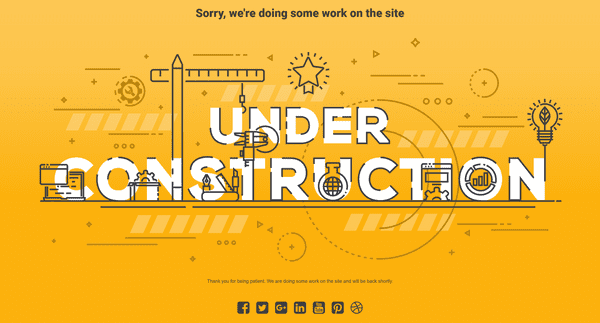 Sorry, we're doing some work on the site
UNDER
CONSTRUCTION
Thank you for being patient. We are doing some work on the site and will be back shortly.